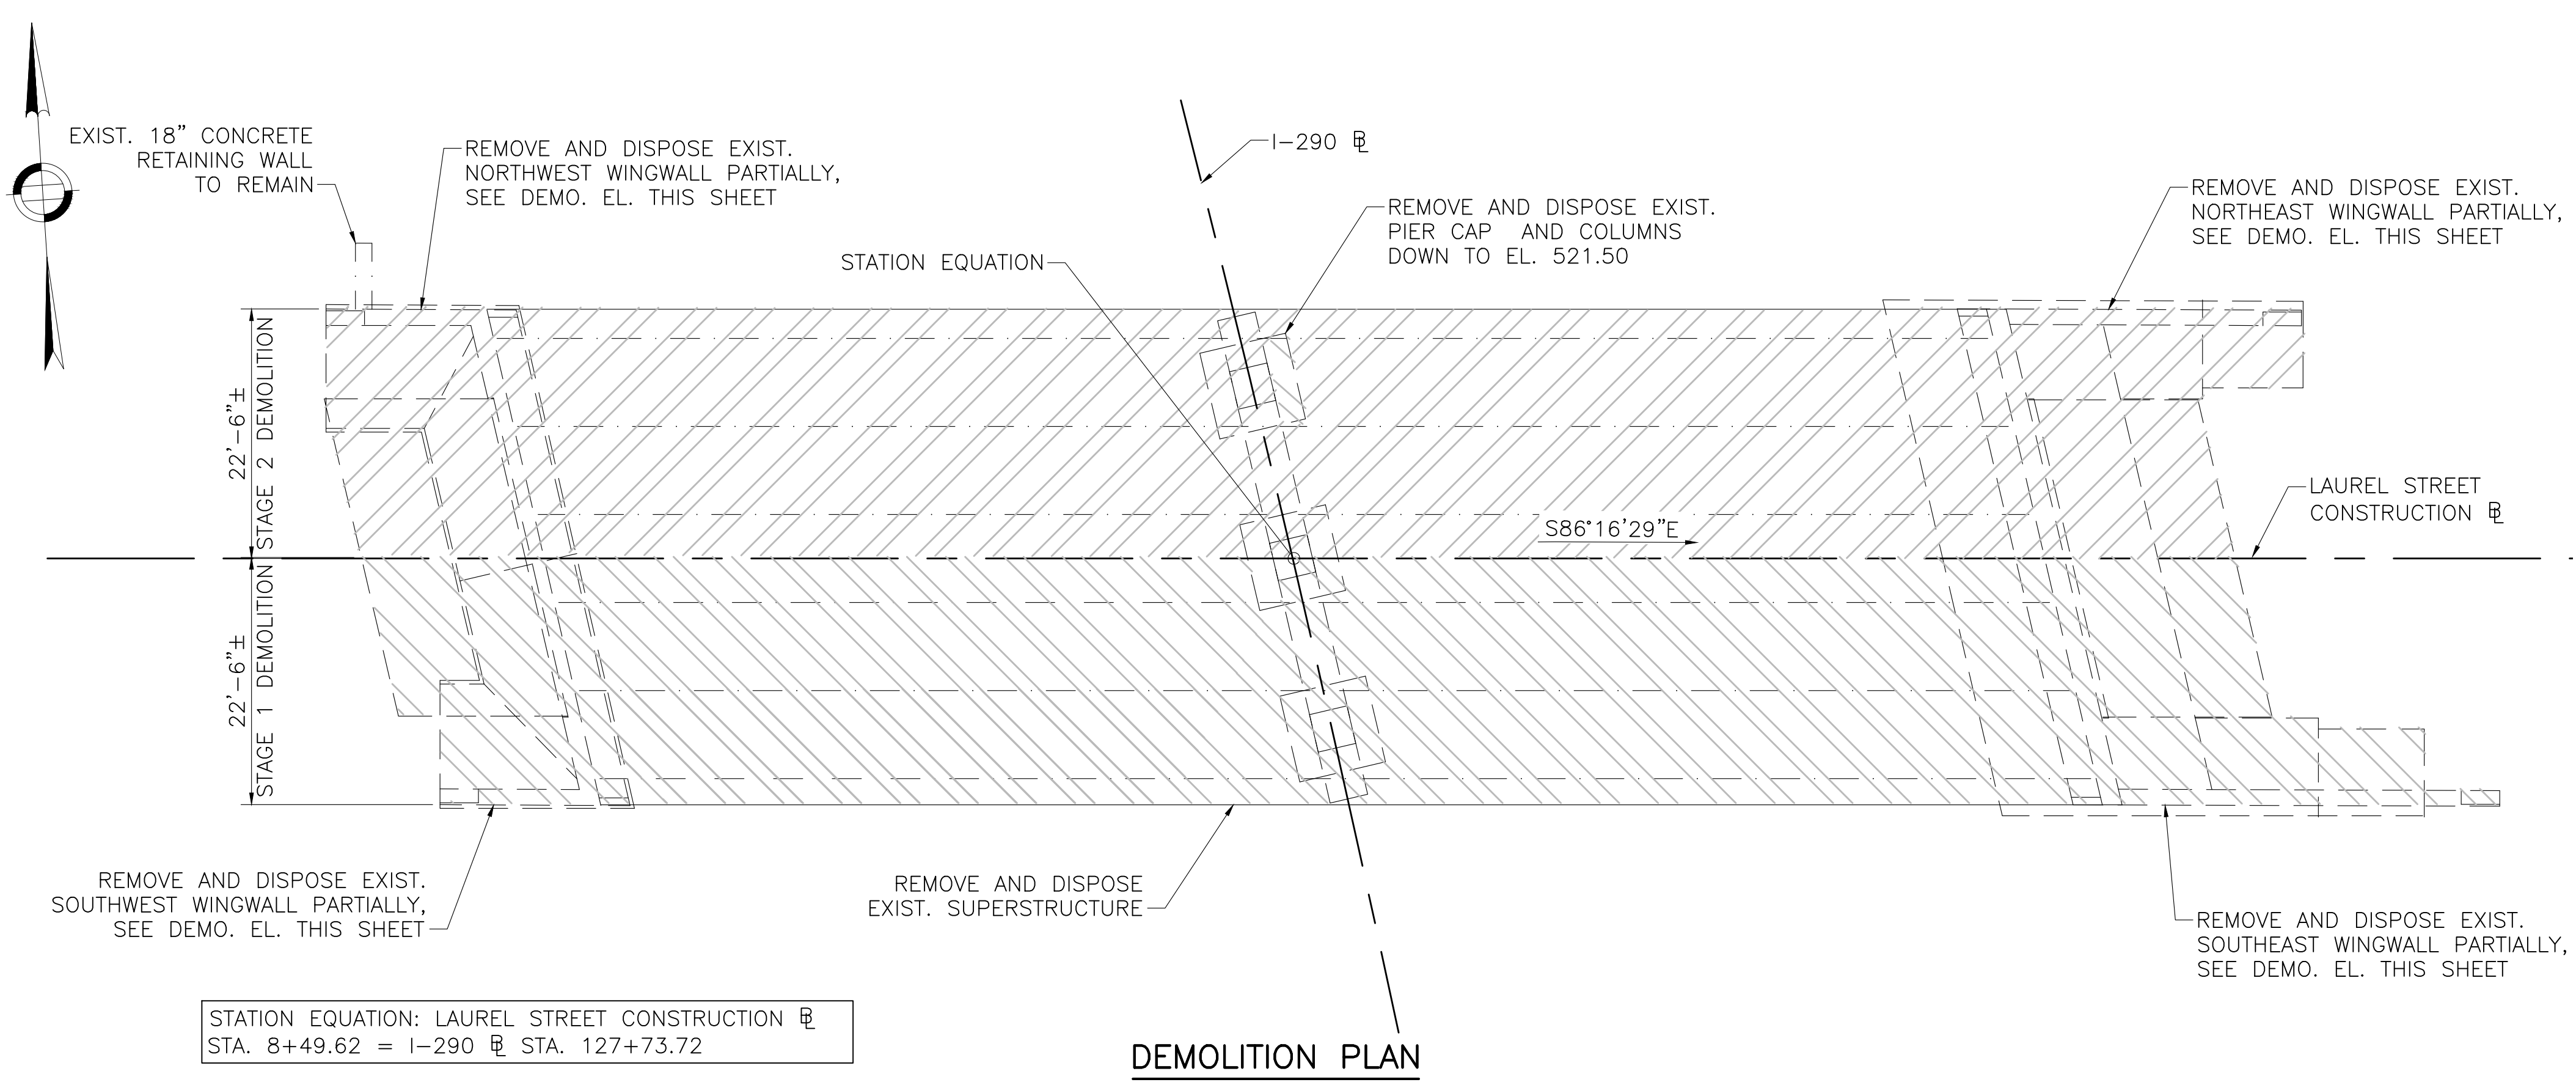 EXIST. 18" CONCRETE
RETAINING WALL
TO REMAIN
REMOVE AND DISPOSE EXIST.
NORTHWEST WINGWALL PARTIALLY,
SEE DEMO. EL. THIS SHEET
I-290 BL
STATION EQUATION
REMOVE AND DISPOSE EXIST.
PIER CAP AND COLUMNS
DOWN TO EL. 521.50
REMOVE AND DISPOSE EXIST.
NORTHEAST WINGWALL PARTIALLY,
SEE DEMO. EL. THIS SHEET
22'-6"±
STAGE 2 DEMOLITION
22'-6"±
STAGE 1 DEMOLITION
S86°16'29"E
LAUREL STREET
CONSTRUCTION BL
REMOVE AND DISPOSE EXIST.
SOUTHWEST WINGWALL PARTIALLY,
SEE DEMO. EL. THIS SHEET
REMOVE AND DISPOSE
EXIST. SUPERSTRUCTURE
REMOVE AND DISPOSE EXIST.
SOUTHEAST WINGWALL PARTIALLY,
SEE DEMO. EL. THIS SHEET
STATION EQUATION: LAUREL STREET CONSTRUCTION BL
STA. 8+49.62 = I-290 BL STA. 127+73.72
DEMOLITION PLAN